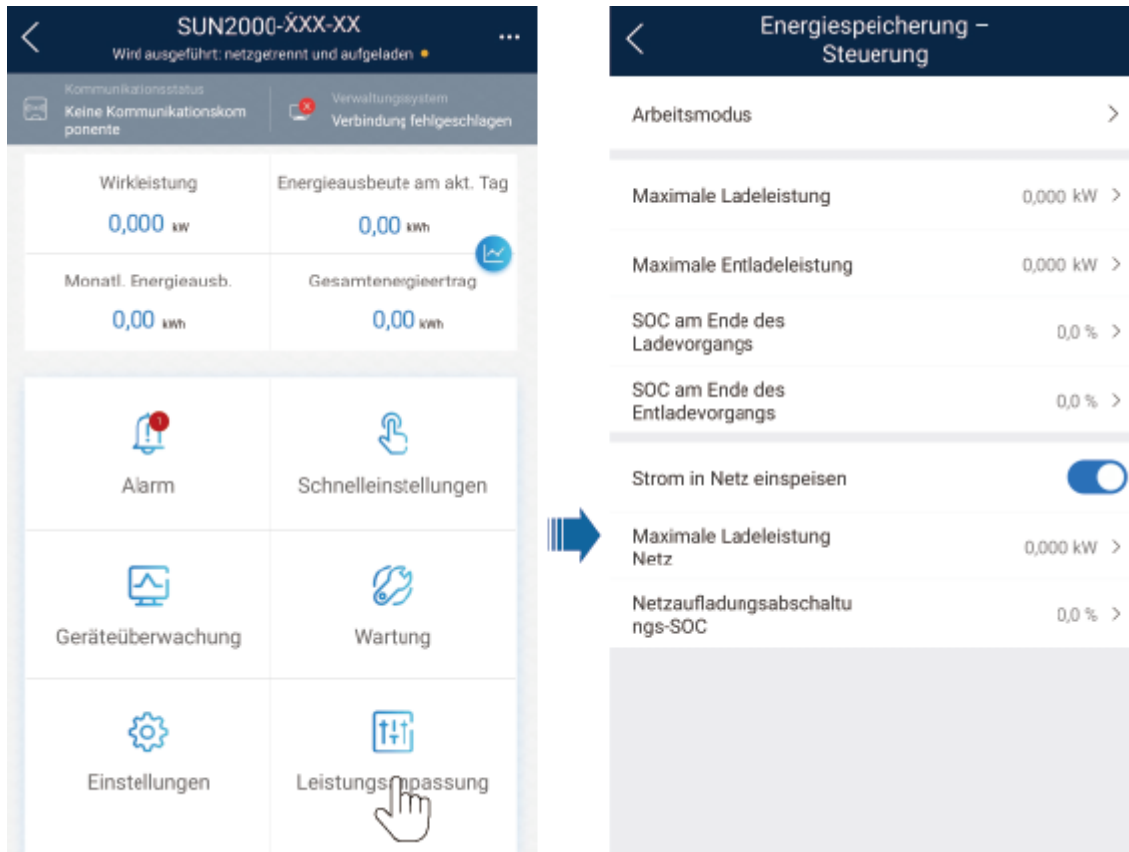 SUN2000-XXX-XX
Wird ausgeführt: netzgetrennt und aufgeladen
Kommunikationsstatus
Keine Kommunikationskom
ponente
Verwaltungssystem
Verbindung fehlgeschlagen
Wirkleistung
0,000 kW
Energieausbeute am akt. Tag
0,00 kWh
Monatl. Energieausb.
0,00 kWh
Gesamtenergieertrag
0,00 kWh
1
Alarm
Schnelleinstellungen
Geräteüberwachung
Wartung
Einstellungen
Leistungsanpassung
Energiespeicherung –
Steuerung
Arbeitsmodus
Maximale Ladeleistung 0,000 kW
Maximale Entladeleistung 0,000 kW
SOC am Ende des
Ladevorgangs 0,0 %
SOC am Ende des
Entladevorgangs 0,0 %
Strom in Netz einspeisen
Maximale Ladeleistung
Netz 0,000 kW
Netzaufladungsabschaltu
ngs-SOC 0,0 %